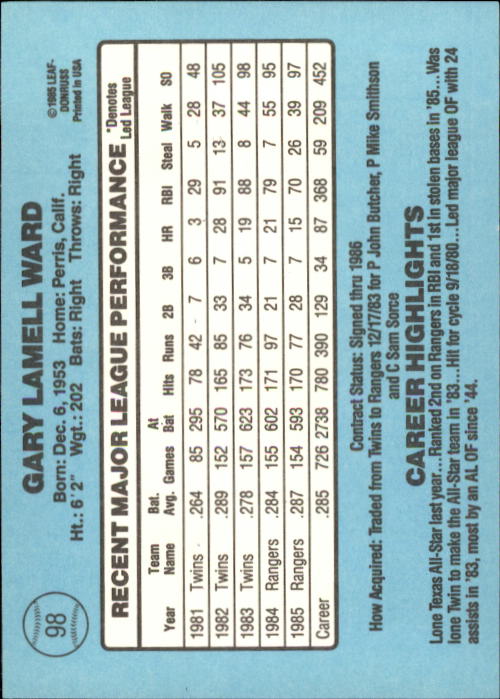 98
GARY LAMELL WARD
Born: Dec. 6, 1953 Home: Perris, Calif.
Ht.: 6'2" Wgt.: 202 Bats: Right Throws: Right
©1985 LEAF-
DONRUSS
Printed in USA
RECENT MAJOR LEAGUE PERFORMANCE
*Denotes
Led League
Year Team Name Bat. Avg. Games At Bat Hits Runs 2B 3B HR RBI Steal Walk SO
1981 Twins .264 85 295 78 42 7 6 3 29 5 28 48
1982 Twins .289 152 570 165 85 33 7 28 91 13 37 105
1983 Twins .278 157 623 173 76 34 5 19 88 8 44 98
1984 Rangers .284 155 602 171 97 21 7 21 79 7 55 95
1985 Rangers .287 154 593 170 77 28 7 15 70 26 39 97
Career .285 726 2738 780 390 129 34 87 368 59 209 452
Contract Status: Signed thru 1986
How Acquired: Traded from Twins to Rangers 12/17/83 for P John Butcher, P Mike Smithson
and C Sam Sorce
CAREER HIGHLIGHTS
Lone Texas All-Star last year...Ranked 2nd on Rangers in RBI and 1st in stolen bases in '85...Was
lone Twin to make the All-Star team in '83...Hit for cycle 9/18/80...Led major league OF with 24
assists in '83, most by an AL OF since '44.